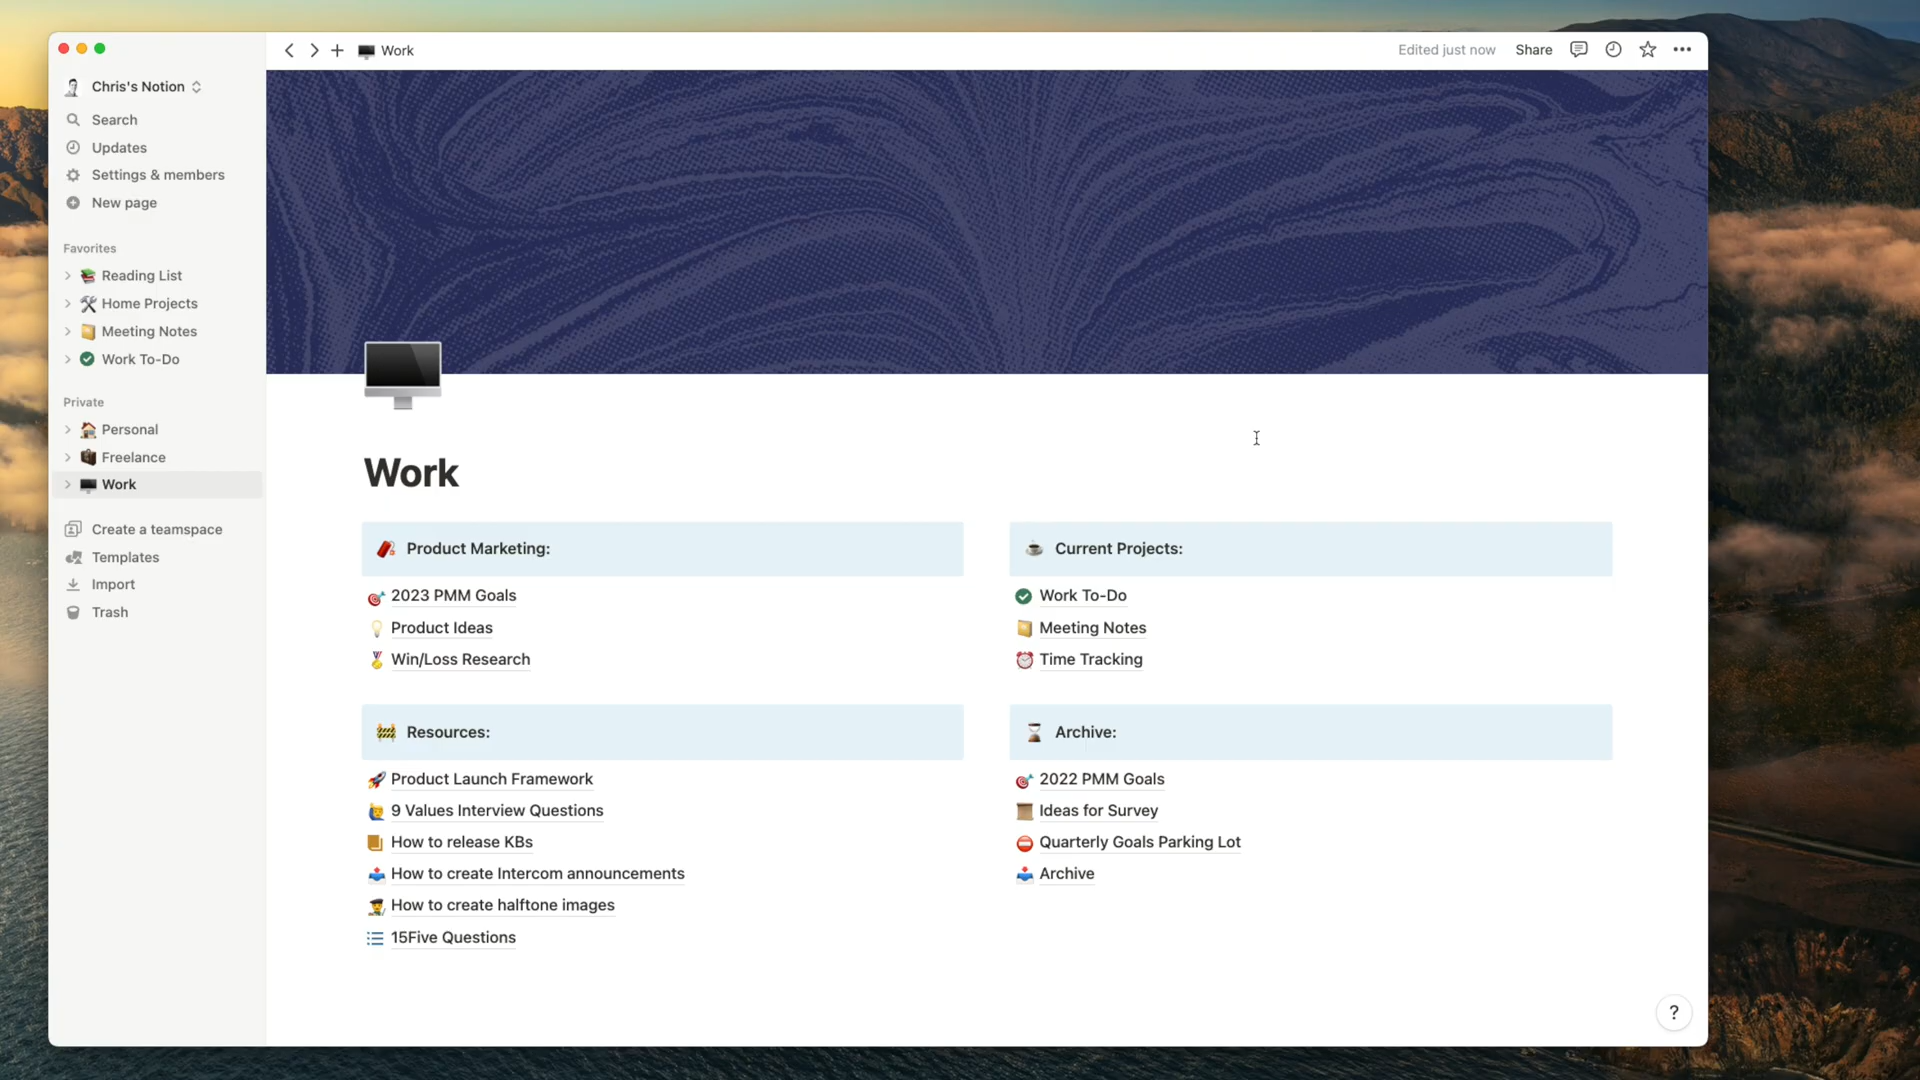 Chris's Notion
Search
Updates
Settings & members
New page
Favorites
Reading List
Home Projects
Meeting Notes
Work To-Do
Private
Personal
Freelance
Work
Create a teamspace
Templates
Import
Trash
Work
Edited just now
Share
Work
Product Marketing:
2023 PMM Goals
Product Ideas
Win/Loss Research
Current Projects:
Work To-Do
Meeting Notes
Time Tracking
Resources:
Product Launch Framework
9 Values Interview Questions
How to release KBs
How to create Intercom announcements
How to create halftone images
15Five Questions
Archive:
2022 PMM Goals
Ideas for Survey
Quarterly Goals Parking Lot
Archive
?